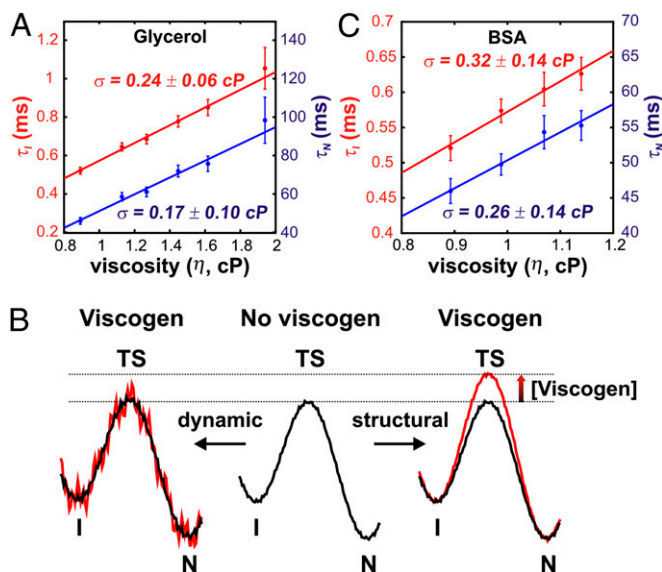 A
Glycerol
τI (ms)
1.2
1
0.8
0.6
0.4
0.2
σ = 0.24 ± 0.06 cP
σ = 0.17 ± 0.10 cP
140
120
100
80
60
40
τN (ms)
0.8 1 1.2 1.4 1.6 1.8 2
viscosity (η, cP)
C
BSA
τI (ms)
0.7
0.65
0.6
0.55
0.5
0.45
0.4
σ = 0.32 ± 0.14 cP
σ = 0.26 ± 0.14 cP
70
65
60
55
50
45
40
τN (ms)
0.8 0.9 1 1.1 1.2
viscosity (η, cP)
B
Viscogen No viscogen Viscogen
TS TS TS
[Viscogen]
dynamic structural
I I I
N N N